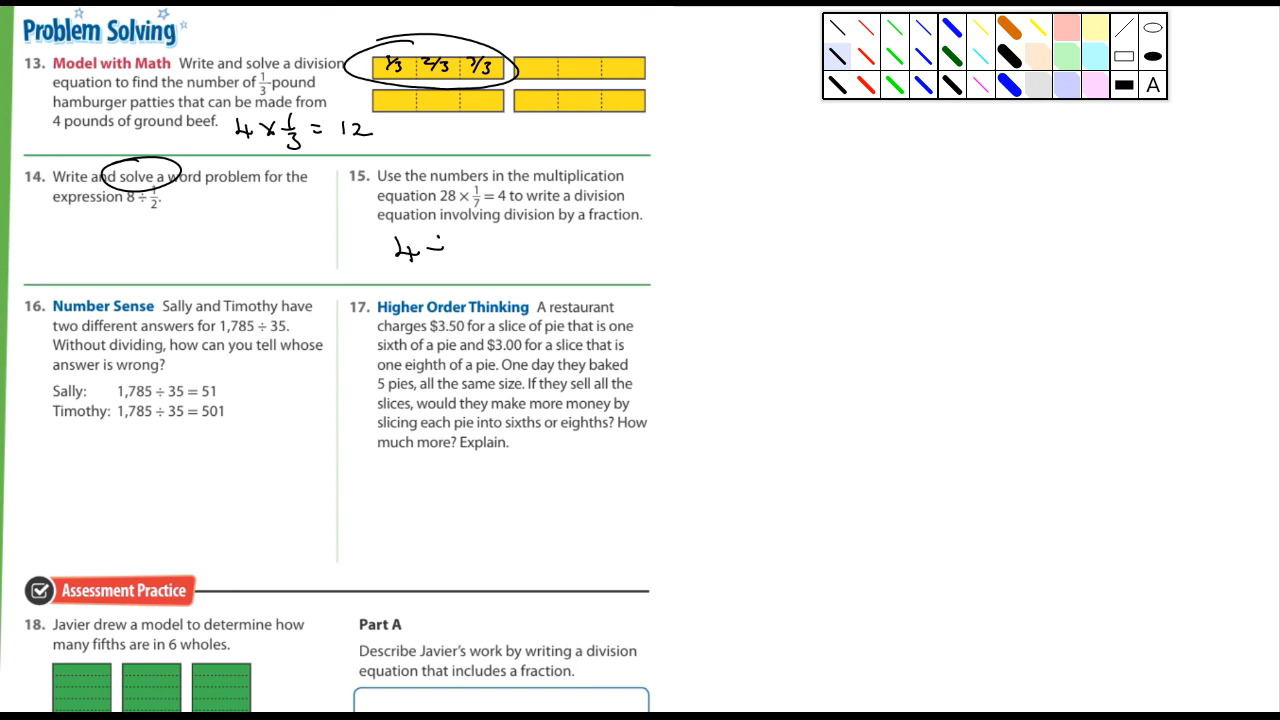 Problem Solving
13. Model with Math Write and solve a division
equation to find the number of 1/3-pound
hamburger patties that can be made from
4 pounds of ground beef.
1/3 2/3 3/3
4 × 1/3 = 12
14. Write and solve a word problem for the
expression 8 ÷ 1/2.
15. Use the numbers in the multiplication
equation 28 × 1/7 = 4 to write a division
equation involving division by a fraction.
4 ÷
16. Number Sense Sally and Timothy have
two different answers for 1,785 ÷ 35.
Without dividing, how can you tell whose
answer is wrong?
Sally: 1,785 ÷ 35 = 51
Timothy: 1,785 ÷ 35 = 501
17. Higher Order Thinking A restaurant
charges $3.50 for a slice of pie that is one
sixth of a pie and $3.00 for a slice that is
one eighth of a pie. One day they baked
5 pies, all the same size. If they sell all the
slices, would they make more money by
slicing each pie into sixths or eighths? How
much more? Explain.
Assessment Practice
18. Javier drew a model to determine how
many fifths are in 6 wholes.
Part A
Describe Javier's work by writing a division
equation that includes a fraction.
A